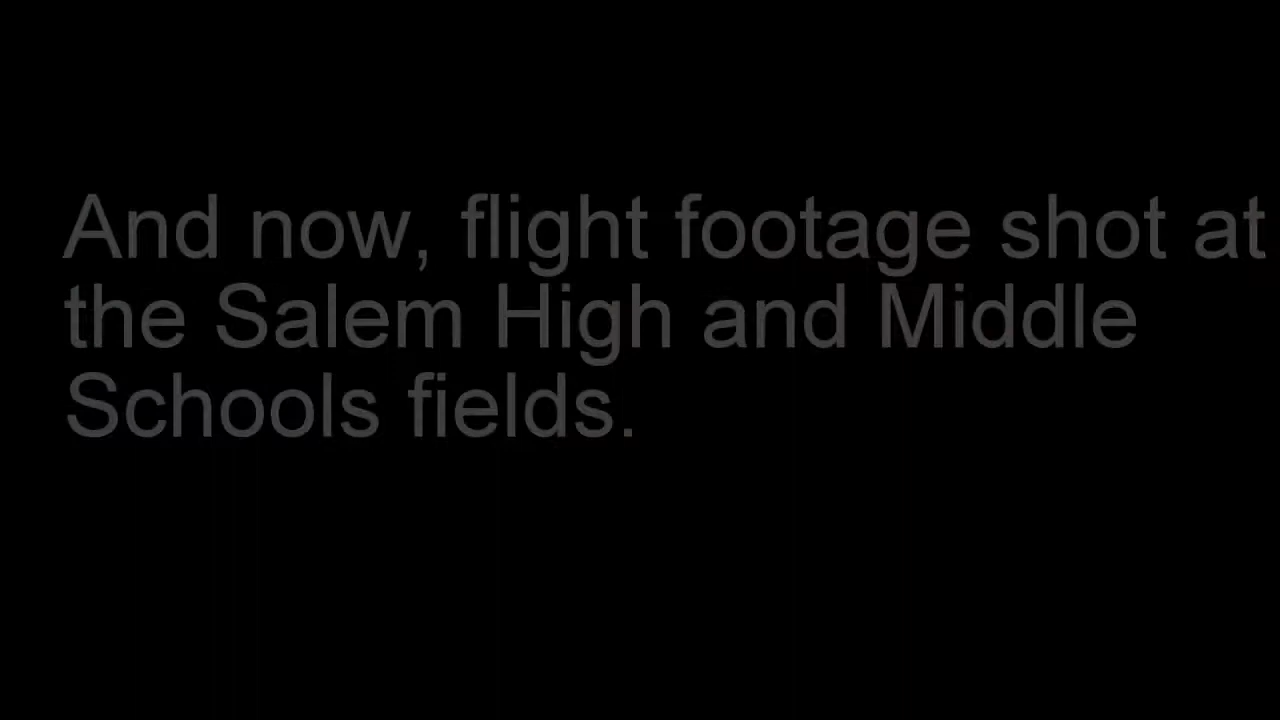 And now, flight footage shot at
the Salem High and Middle
Schools fields.